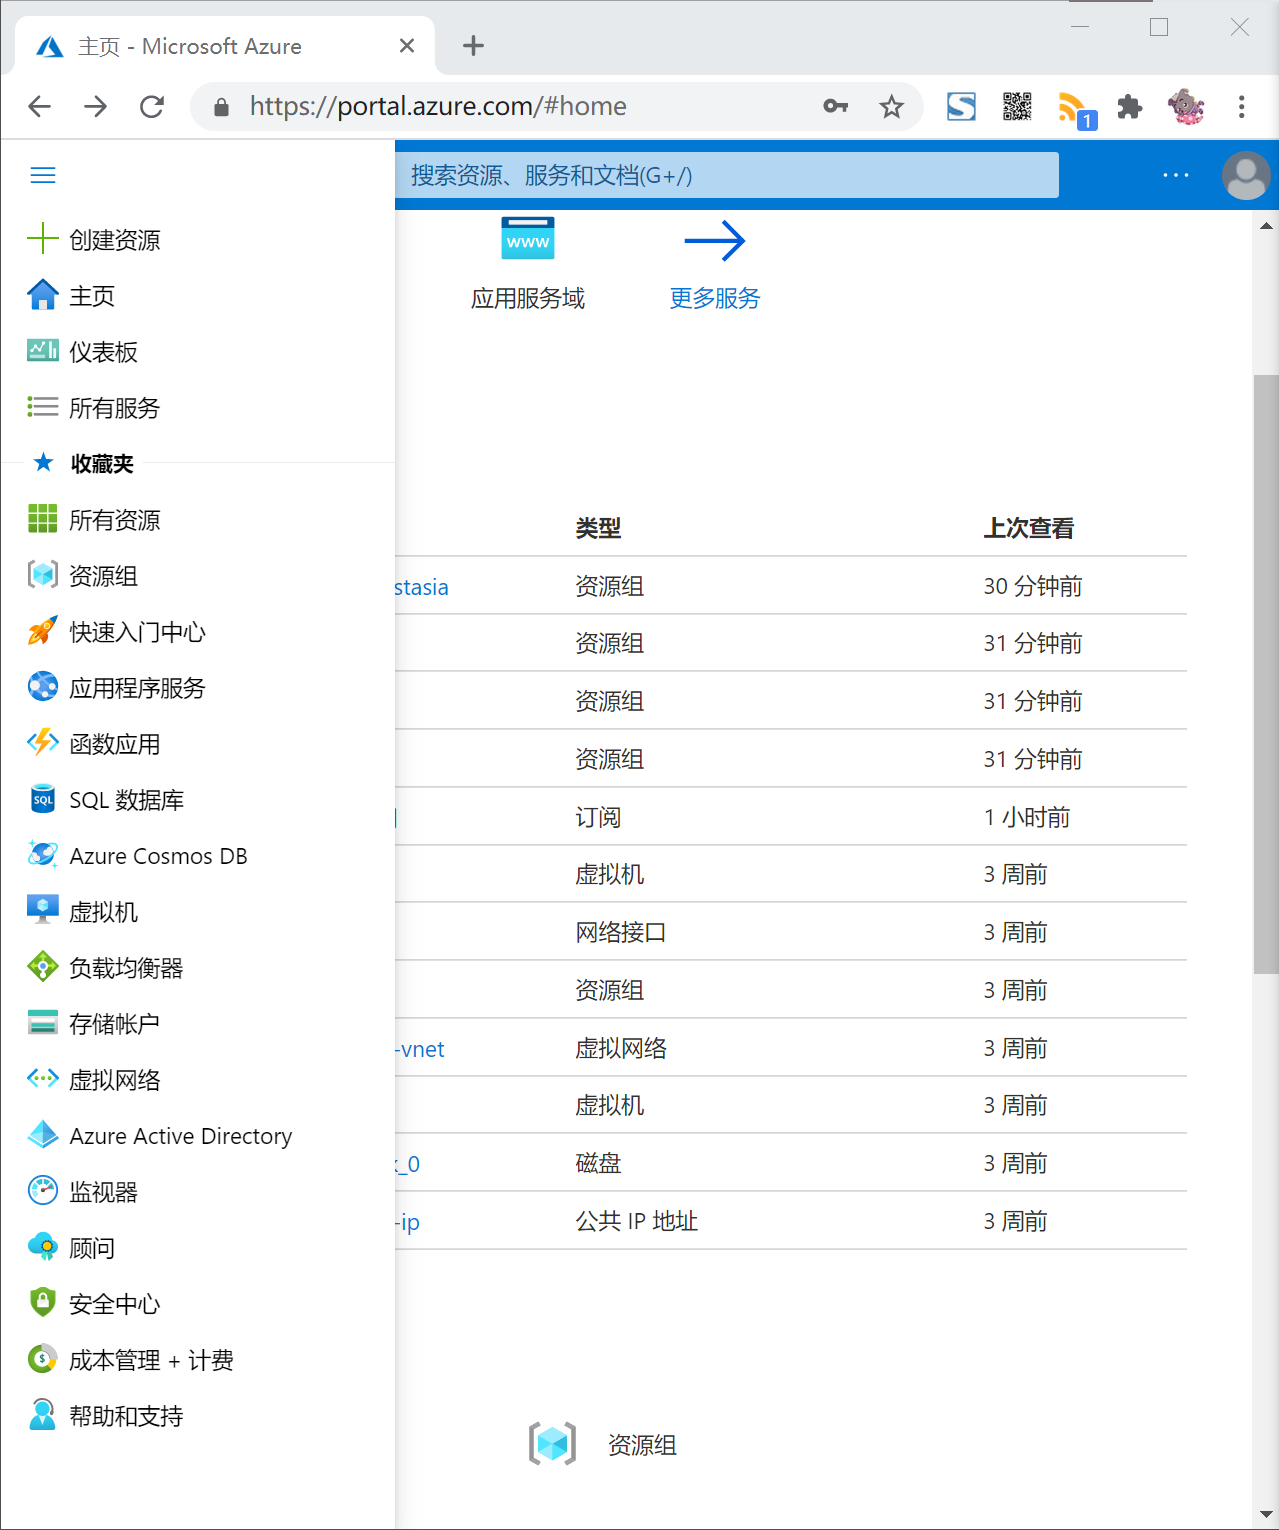 主页 - Microsoft Azure
https://portal.azure.com/#home
1
搜索资源、服务和文档(G+/)
创建资源
主页
仪表板
所有服务
收藏夹
所有资源
资源组
快速入门中心
应用程序服务
函数应用
SQL
SQL 数据库
Azure Cosmos DB
虚拟机
负载均衡器
存储帐户
虚拟网络
Azure Active Directory
监视器
顾问
安全中心
成本管理 + 计费
帮助和支持
www
应用服务域
更多服务
类型 上次查看
stasia 资源组 30 分钟前
资源组 31 分钟前
资源组 31 分钟前
资源组 31 分钟前
订阅 1 小时前
虚拟机 3 周前
网络接口 3 周前
资源组 3 周前
-vnet 虚拟网络 3 周前
虚拟机 3 周前
_0 磁盘 3 周前
-ip 公共 IP 地址 3 周前
资源组